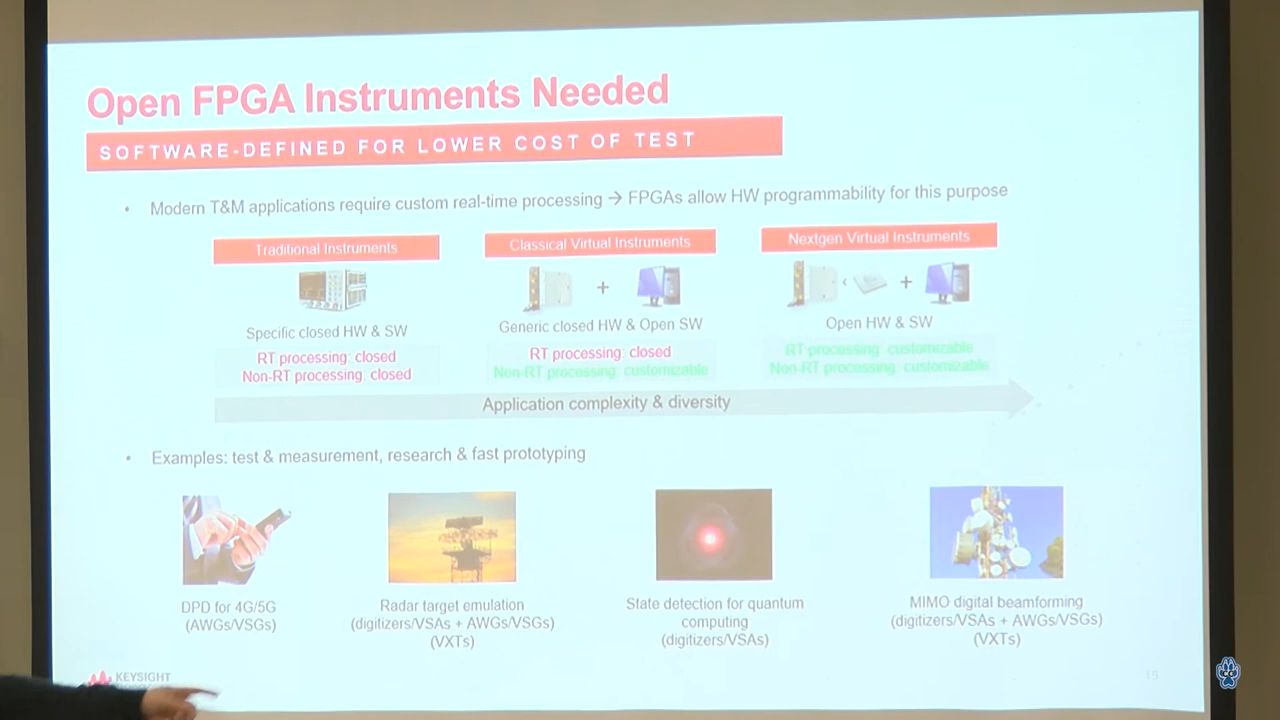 Open FPGA Instruments Needed
SOFTWARE-DEFINED FOR LOWER COST OF TEST
• Modern T&M applications require custom real-time processing → FPGAs allow HW programmability for this purpose
Traditional Instruments
Specific closed HW & SW
RT processing: closed
Non-RT processing: closed
Classical Virtual Instruments
+
Generic closed HW & Open SW
RT processing: closed
Non-RT processing: customizable
Nextgen Virtual Instruments
+
Open HW & SW
RT processing: customizable
Non-RT processing: customizable
Application complexity & diversity
• Examples: test & measurement, research & fast prototyping
DPD for 4G/5G
(AWGs/VSGs)
Radar target emulation
(digitizers/VSAs + AWGs/VSGs)
(VXTs)
State detection for quantum
computing
(digitizers/VSAs)
MIMO digital beamforming
(digitizers/VSAs + AWGs/VSGs)
(VXTs)
KEYSIGHT
19